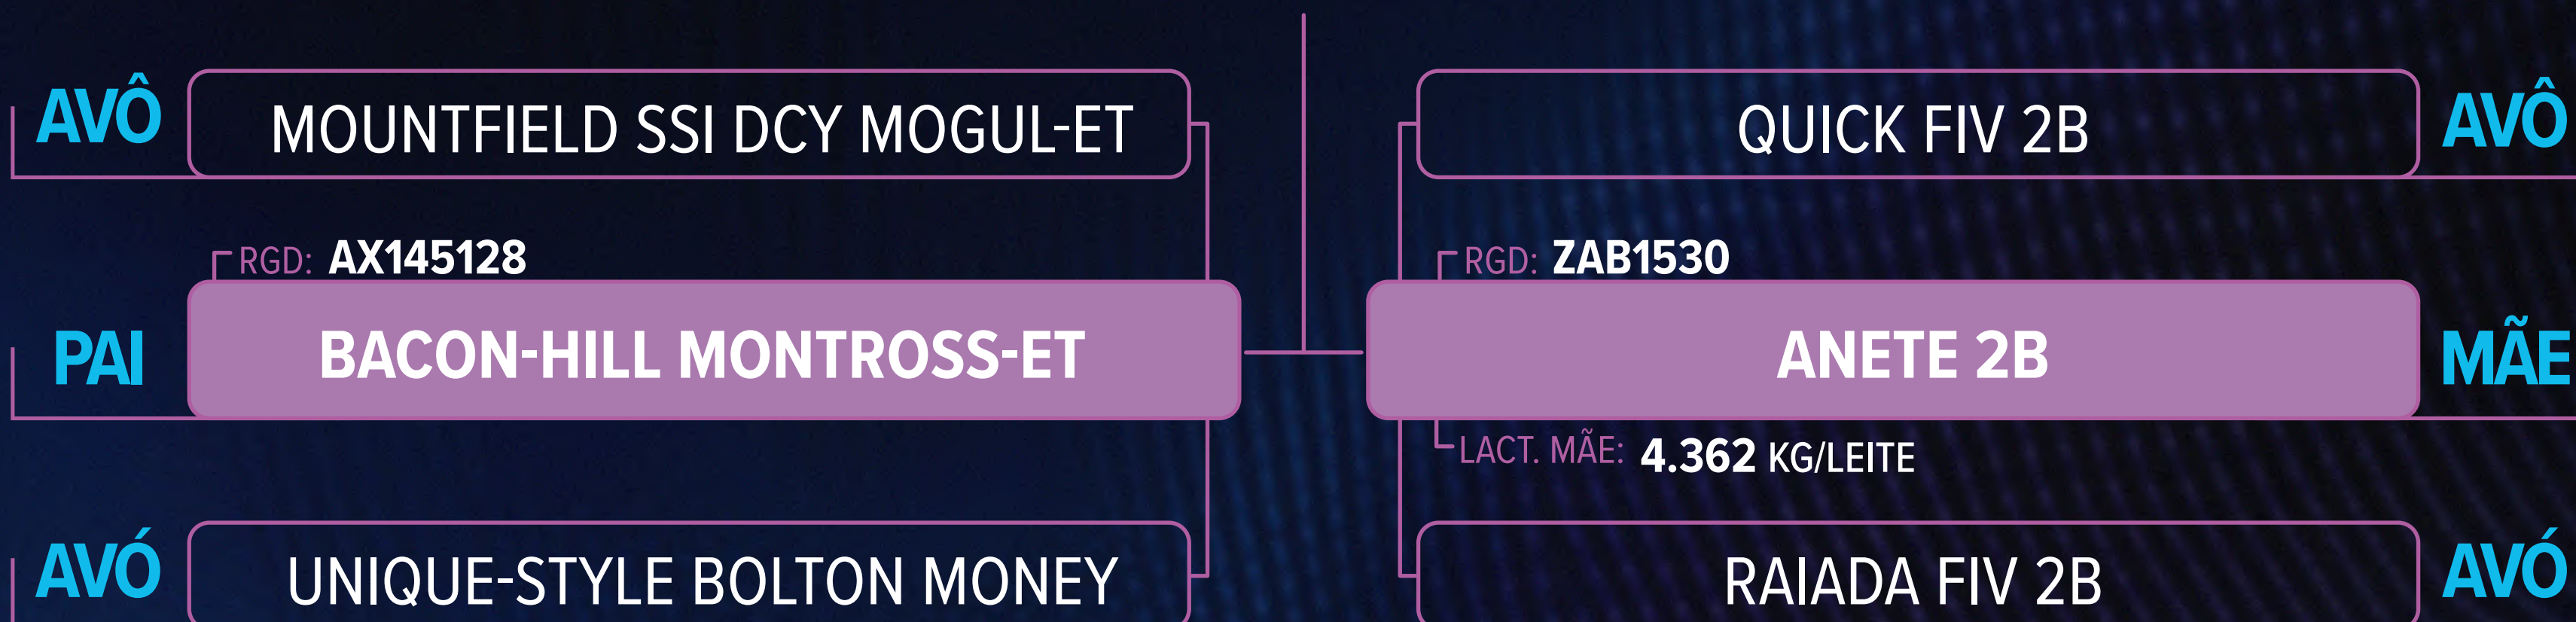 AVÔ MOUNTFIELD SSI DCY MOGUL-ET
QUICK FIV 2B AVÔ
RGD: AX145128
RGD: ZAB1530
PAI BACON-HILL MONTROSS-ET
ANETE 2B MÃE
LACT. MÃE: 4.362 KG/LEITE
AVÓ UNIQUE-STYLE BOLTON MONEY
RAIADA FIV 2B AVÓ